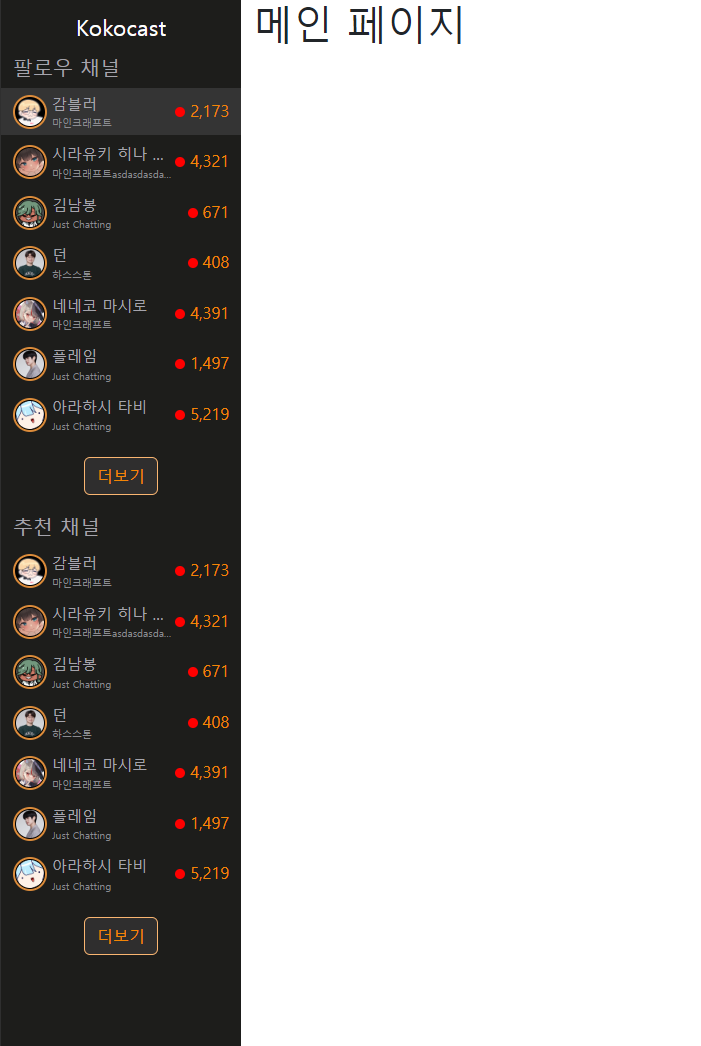 Kokocast
메인 페이지
팔로우 채널
감블러
마인크래프트
2,173
시라유키 히나 ...
마인크래프트asdasdasda...
4,321
김남봉
Just Chatting
671
던
하스스톤
408
네네코 마시로
마인크래프트
4,391
플레임
Just Chatting
1,497
아라하시 타비
Just Chatting
5,219
더보기
추천 채널
감블러
마인크래프트
2,173
시라유키 히나 ...
마인크래프트asdasdasda...
4,321
김남봉
Just Chatting
671
던
하스스톤
408
네네코 마시로
마인크래프트
4,391
플레임
Just Chatting
1,497
아라하시 타비
Just Chatting
5,219
더보기